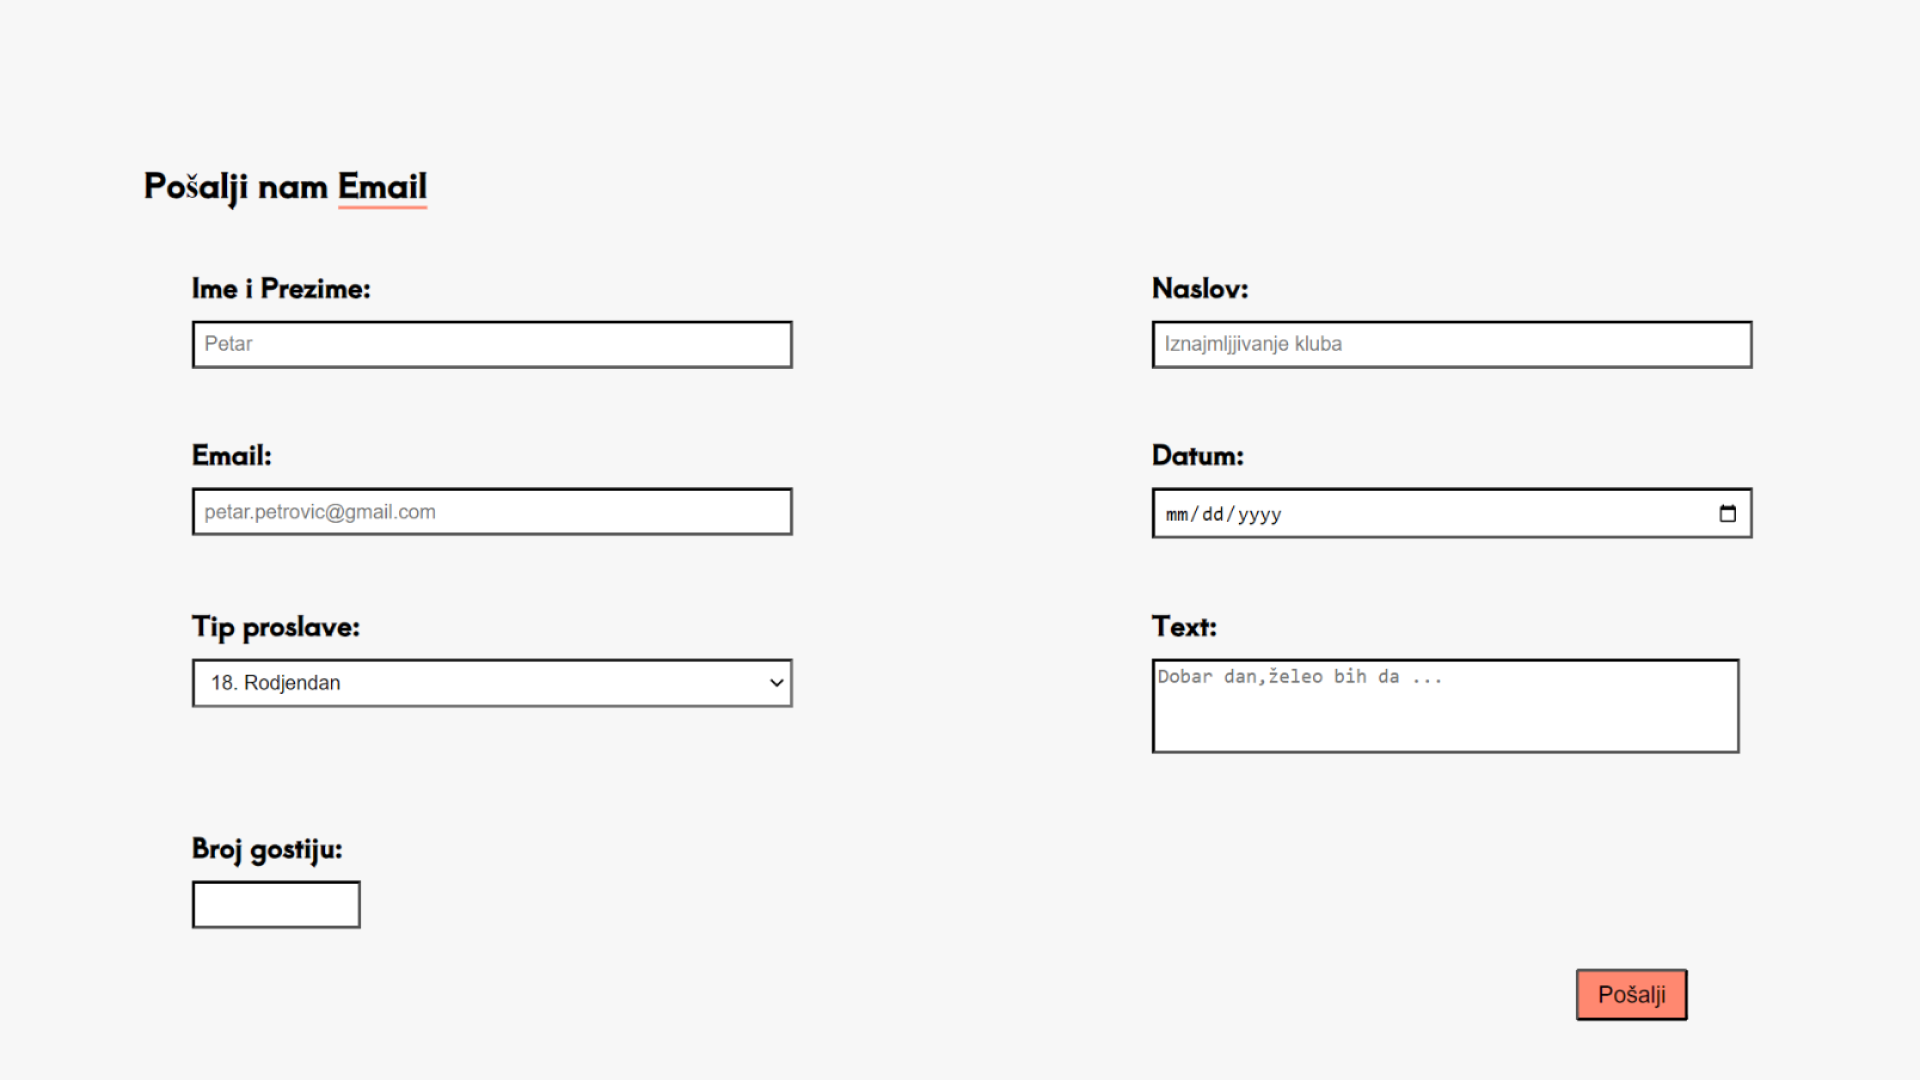 Pošalji nam Email
Ime i Prezime:
Petar
Naslov:
Iznajmljjivanje kluba
Email:
petar.petrovic@gmail.com
Datum:
mm/dd/yyyy
Tip proslave:
18. Rodjendan
Text:
Dobar dan,želeo bih da ...
Broj gostiju:
Pošalji